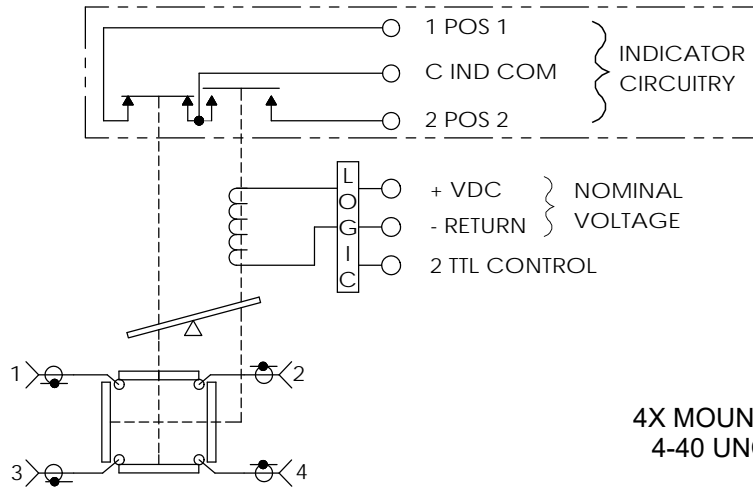 1 POS 1
C IND COM
2 POS 2
INDICATOR
CIRCUITRY
LOGIC
+ VDC
- RETURN
2 TTL CONTROL
NOMINAL
VOLTAGE
1
2
3
4
4X MOUN
4-40 UN